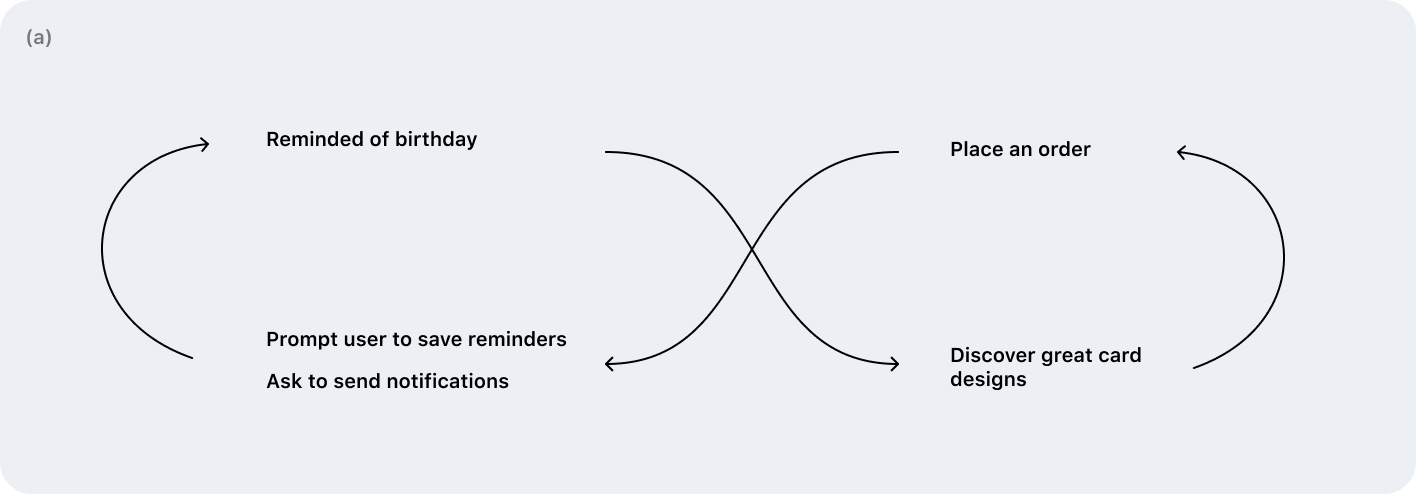 (a)
Reminded of birthday
Place an order
Prompt user to save reminders
Ask to send notifications
Discover great card
designs